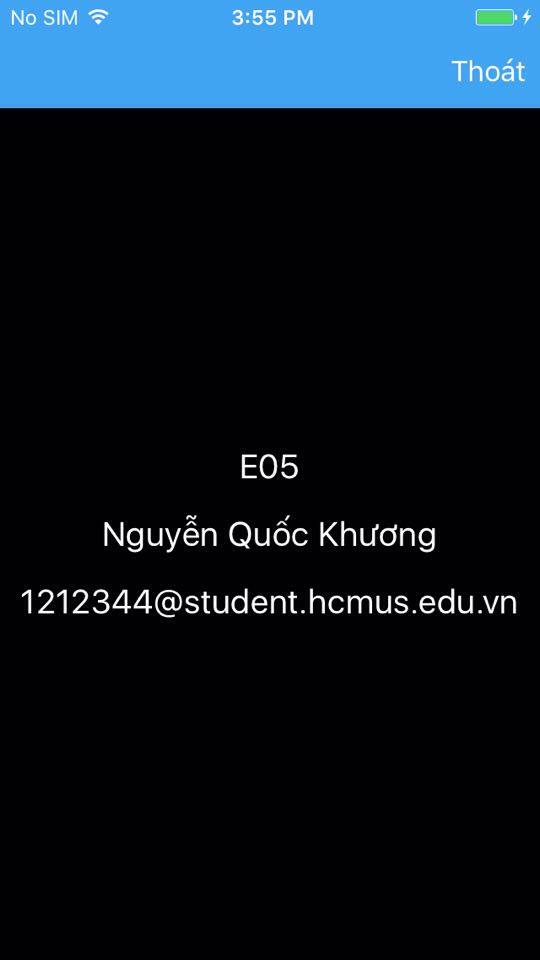 No SIM 3:55 PM
Thoát
E05
Nguyễn Quốc Khương
1212344@student.hcmus.edu.vn